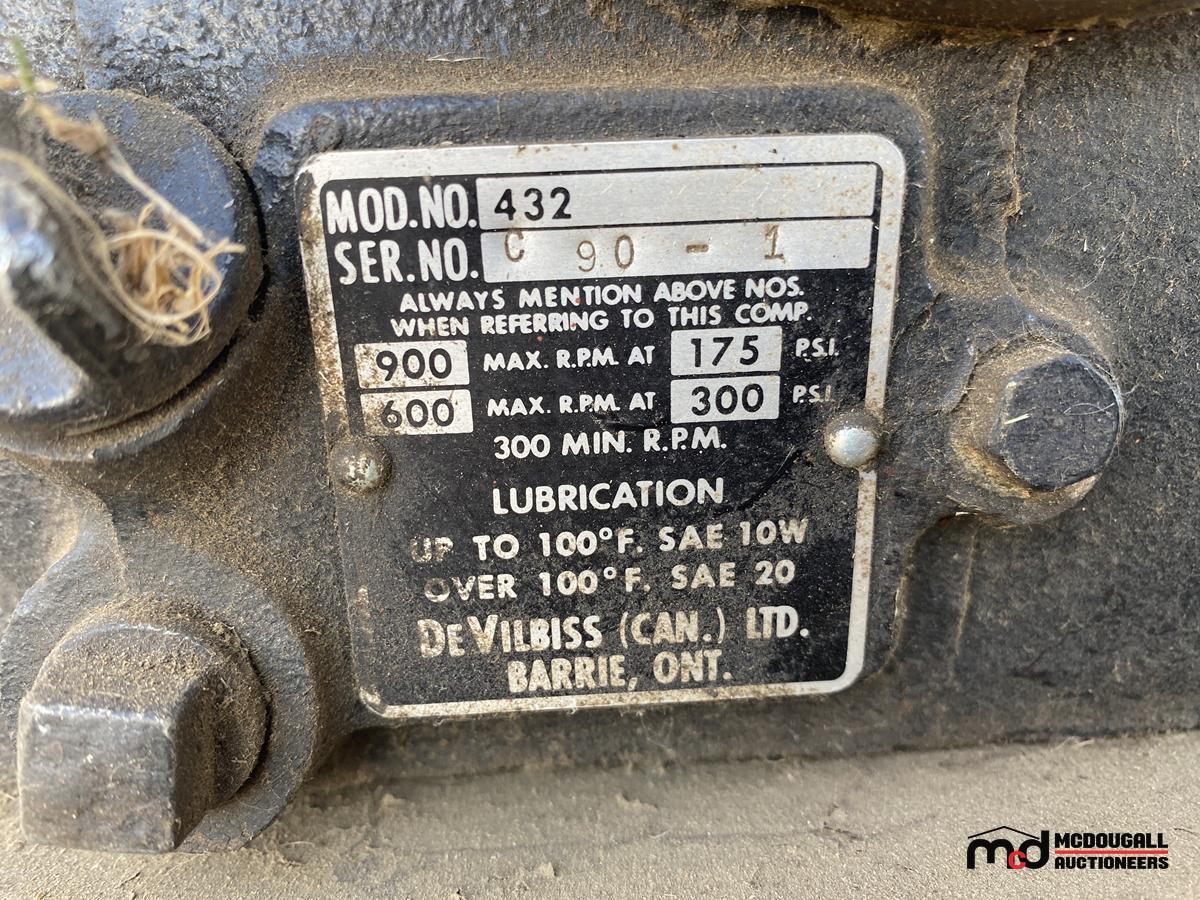 MOD.NO. 432
SER.NO. C 90 - 1
ALWAYS MENTION ABOVE NOS.
WHEN REFERRING TO THIS COMP.
900 MAX. R.P.M. AT 175 P.S.I.
600 MAX. R.P.M. AT 300 P.S.I.
300 MIN. R.P.M.
LUBRICATION
UP TO 100°F. SAE 10W
OVER 100°F. SAE 20
DEVILBISS (CAN.) LTD.
BARRIE, ONT.
mcd MCDOUGALL
AUCTIONEERS